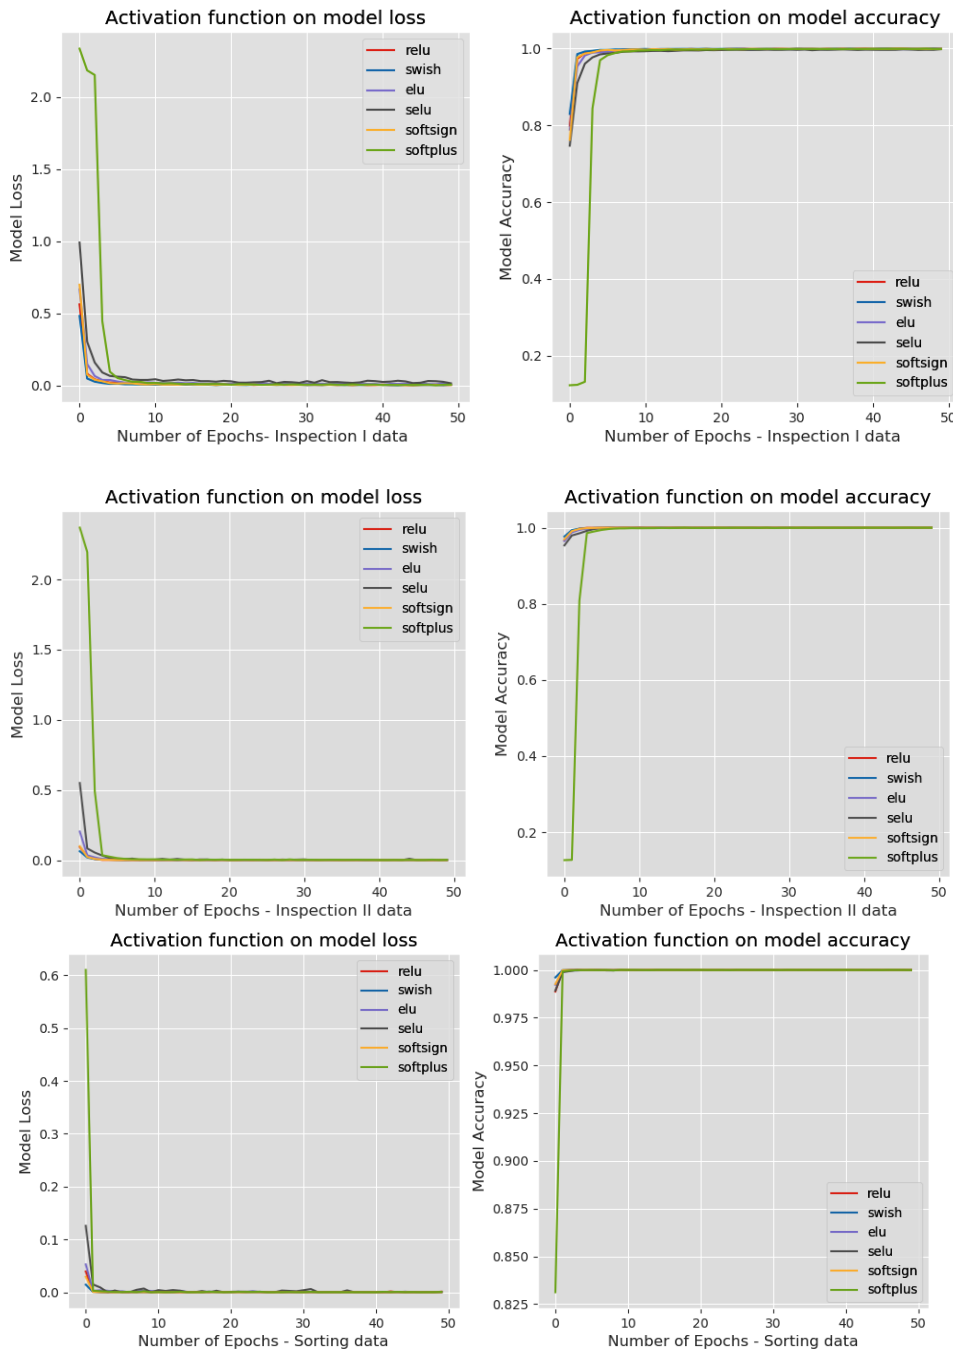 Activation function on model loss
Model Loss
2.0
1.5
1.0
0.5
0.0
relu
swish
elu
selu
softsign
softplus
0 10 20 30 40 50
Number of Epochs- Inspection I data
Activation function on model accuracy
Model Accuracy
1.0
0.8
0.6
0.4
0.2
relu
swish
elu
selu
softsign
softplus
0 10 20 30 40 50
Number of Epochs - Inspection I data
Activation function on model loss
Model Loss
2.0
1.5
1.0
0.5
0.0
relu
swish
elu
selu
softsign
softplus
0 10 20 30 40 50
Number of Epochs - Inspection II data
Activation function on model accuracy
Model Accuracy
1.0
0.8
0.6
0.4
0.2
relu
swish
elu
selu
softsign
softplus
0 10 20 30 40 50
Number of Epochs - Inspection II data
Activation function on model loss
Model Loss
0.6
0.5
0.4
0.3
0.2
0.1
0.0
relu
swish
elu
selu
softsign
softplus
0 10 20 30 40 50
Number of Epochs - Sorting data
Activation function on model accuracy
Model Accuracy
1.000
0.975
0.950
0.925
0.900
0.875
0.850
0.825
relu
swish
elu
selu
softsign
softplus
0 10 20 30 40 50
Number of Epochs - Sorting data